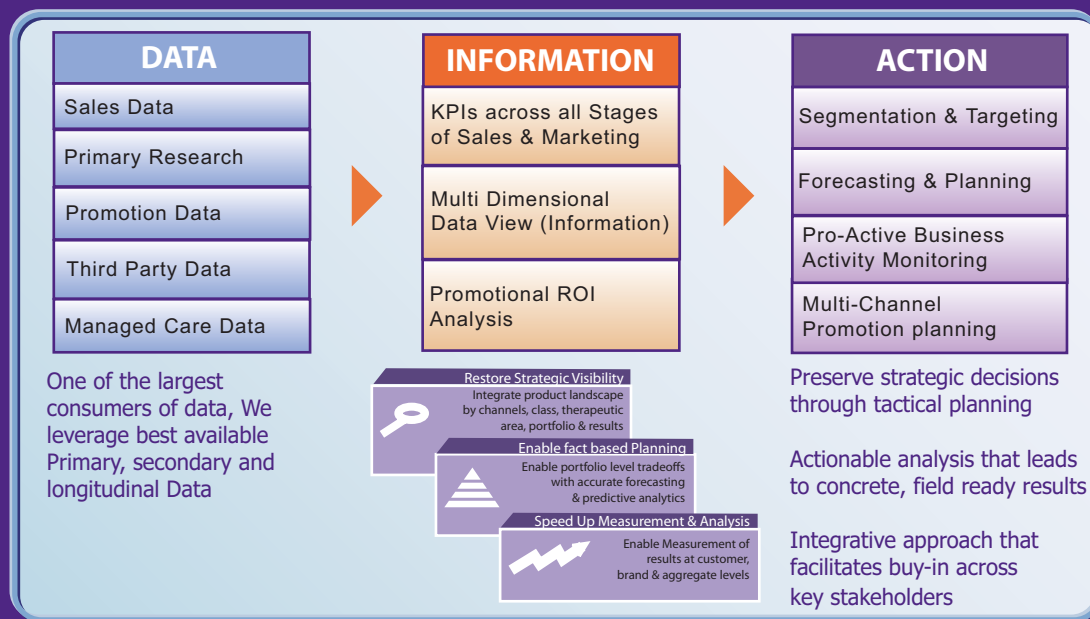 DATA
Sales Data
Primary Research
Promotion Data
Third Party Data
Managed Care Data
One of the largest
consumers of data, We
leverage best available
Primary, secondary and
longitudinal Data
INFORMATION
KPIs across all Stages
of Sales & Marketing
Multi Dimensional
Data View (Information)
Promotional ROI
Analysis
Restore Strategic Visibility
Integrate product landscape
by channels, class, therapeutic
area, portfolio & results
Enable fact based Planning
Enable portfolio level tradeoffs
with accurate forecasting
& predictive analytics
Speed Up Measurement & Analysis
Enable Measurement of
results at customer,
brand & aggregate levels
ACTION
Segmentation & Targeting
Forecasting & Planning
Pro-Active Business
Activity Monitoring
Multi-Channel
Promotion planning
Preserve strategic decisions
through tactical planning
Actionable analysis that leads
to concrete, field ready results
Integrative approach that
facilitates buy-in across
key stakeholders